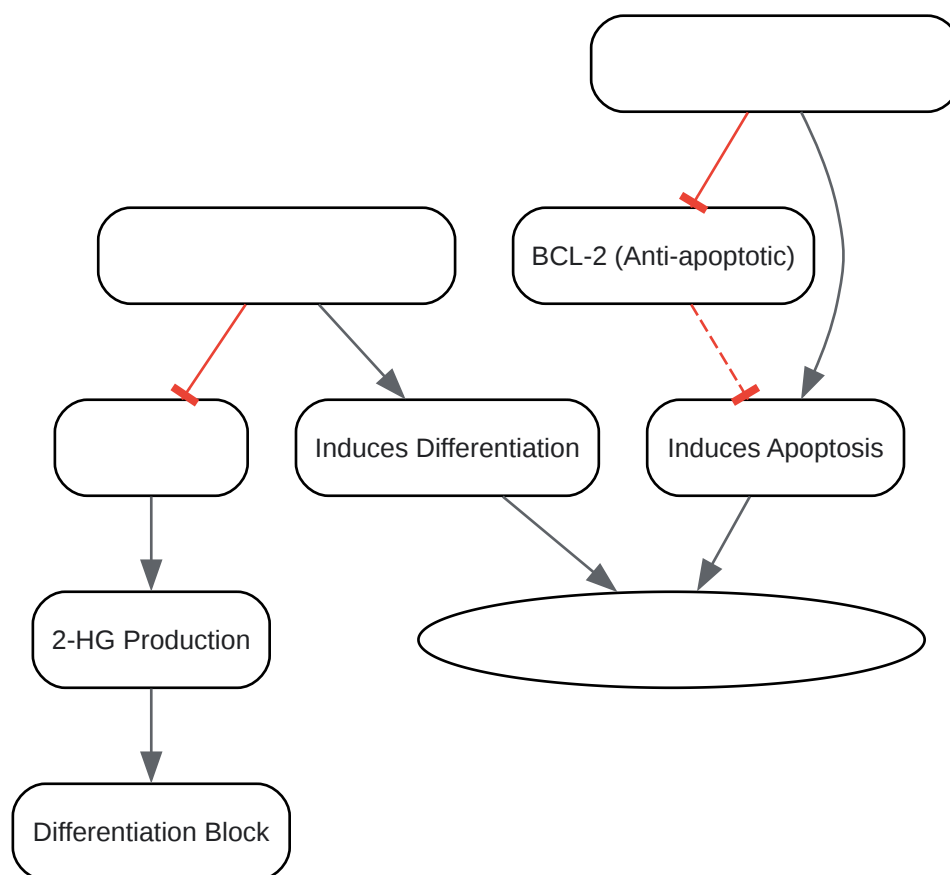 BCL-2 (Anti-apoptotic)
Induces Differentiation
Induces Apoptosis
2-HG Production
Differentiation Block